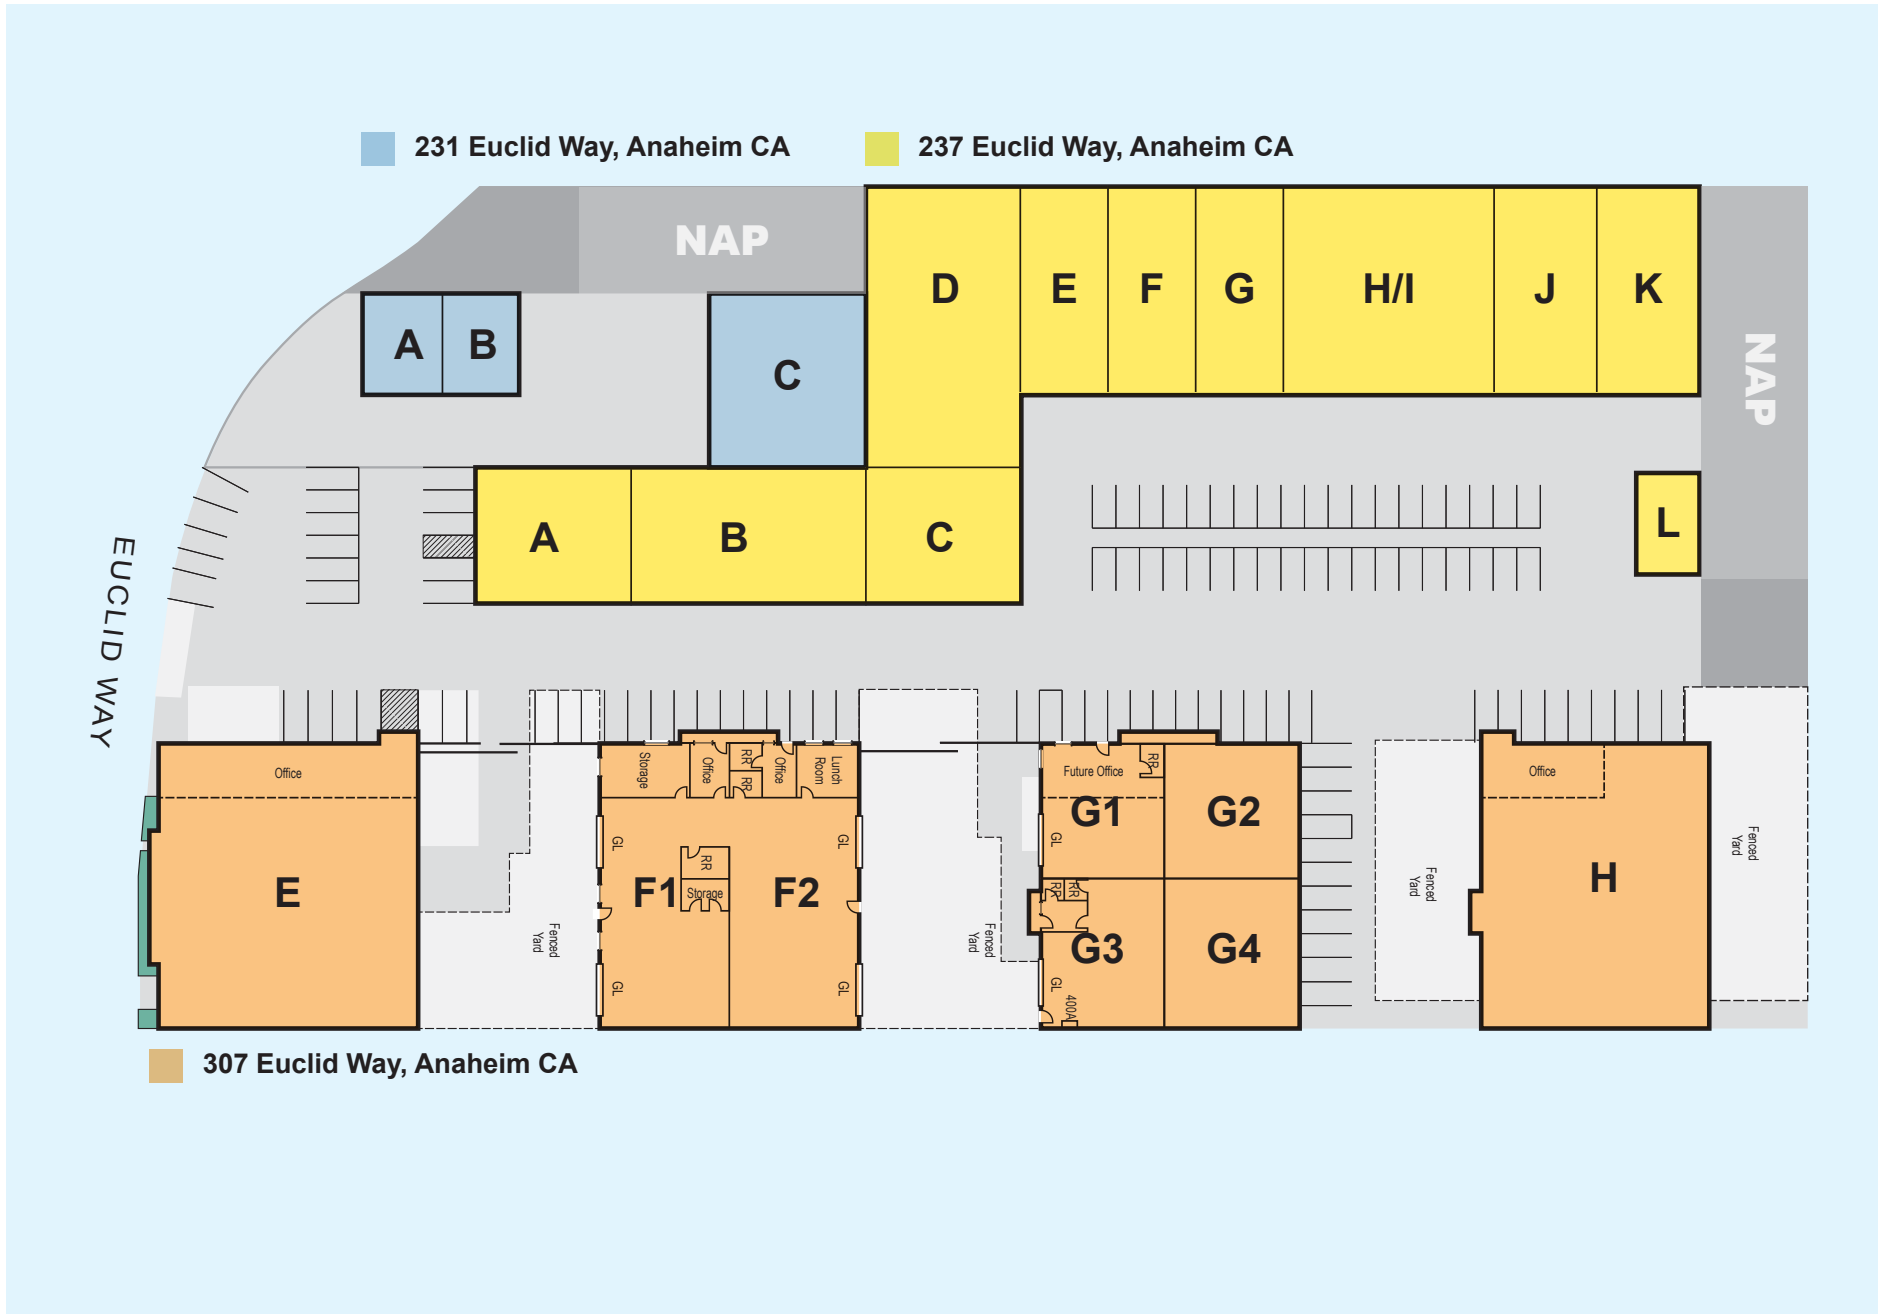 231 Euclid Way, Anaheim CA
237 Euclid Way, Anaheim CA
NAP
D
E
F
G
H/I
J
K
NAP
A
B
C
A
B
C
L
EUCLID WAY
Office
E
Fenced
Yard
Storage
Office
RR
RR
Office
Lunch
Room
GL
GL
RR
Storage
F1
F2
GL
GL
Fenced
Yard
Future Office
RR
G1
G2
GL
RR
RR
G3
G4
GL
400A
Fenced
Yard
Office
H
Fenced
Yard
307 Euclid Way, Anaheim CA